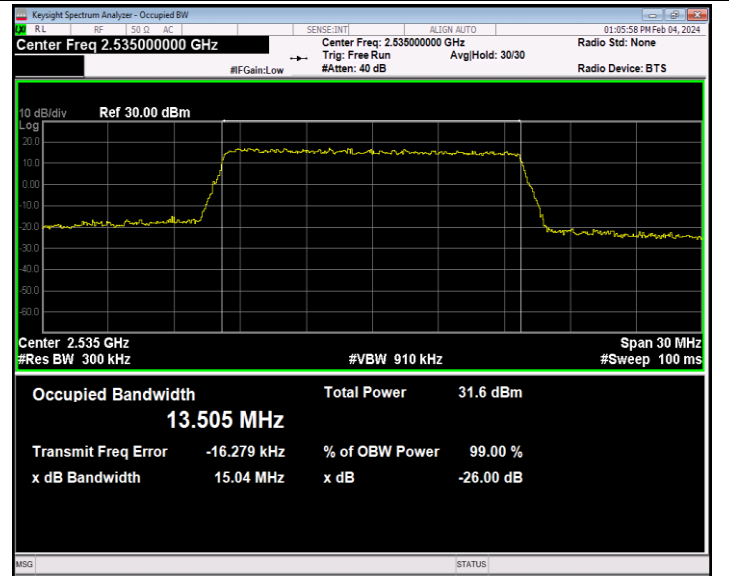 Keysight Spectrum Analyzer - Occupied BW
RL RF 50 Ω AC SENSE:INT ALIGN AUTO 01:05:58 PM Feb 04, 2024
Center Freq 2.535000000 GHz Center Freq: 2.535000000 GHz Radio Std: None
Trig: Free Run Avg|Hold: 30/30
#IFGain:Low #Atten: 40 dB Radio Device: BTS
10 dB/div Ref 30.00 dBm
Log
20.0
10.0
0.00
-10.0
-20.0
-30.0
-40.0
-50.0
-60.0
Center 2.535 GHz Span 30 MHz
#Res BW 300 kHz #VBW 910 kHz #Sweep 100 ms
Occupied Bandwidth Total Power 31.6 dBm
13.505 MHz
Transmit Freq Error -16.279 kHz % of OBW Power 99.00 %
x dB Bandwidth 15.04 MHz x dB -26.00 dB
MSG STATUS